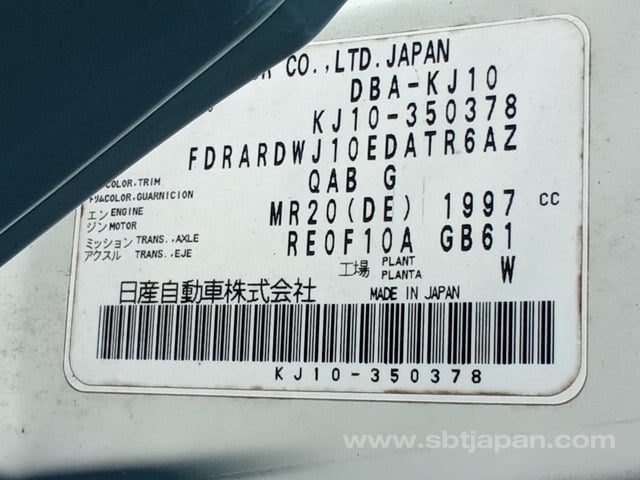 CO.,LTD.JAPAN
DBA-KJ10
KJ10-350378
FDRARDWJ10EDATR6AZ
COLOR,TRIM
COLOR,GUARNICION
QAB G
エン ENGINE
ジン MOTOR
MR20(DE) 1997 cc
ミッション TRANS.,AXLE
アクスル TRANS.,EJE
RE0F10A GB61
工場 PLANT
PLANTA
W
日産自動車株式会社 MADE IN JAPAN
KJ10-350378
www.sbtjapan.com